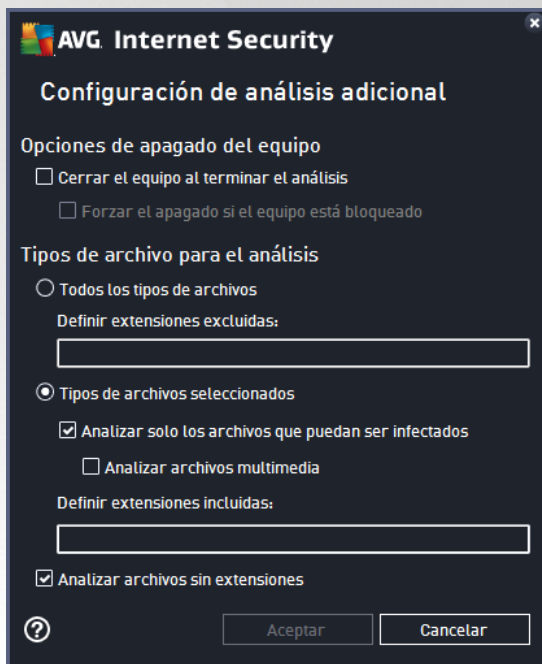 AVG. Internet Security
Configuración de análisis adicional
Opciones de apagado del equipo
Cerrar el equipo al terminar el análisis
Forzar el apagado si el equipo está bloqueado
Tipos de archivo para el análisis
Todos los tipos de archivos
Definir extensiones excluidas:
Tipos de archivos seleccionados
Analizar solo los archivos que puedan ser infectados
Analizar archivos multimedia
Definir extensiones incluidas:
Analizar archivos sin extensiones
? Aceptar Cancelar